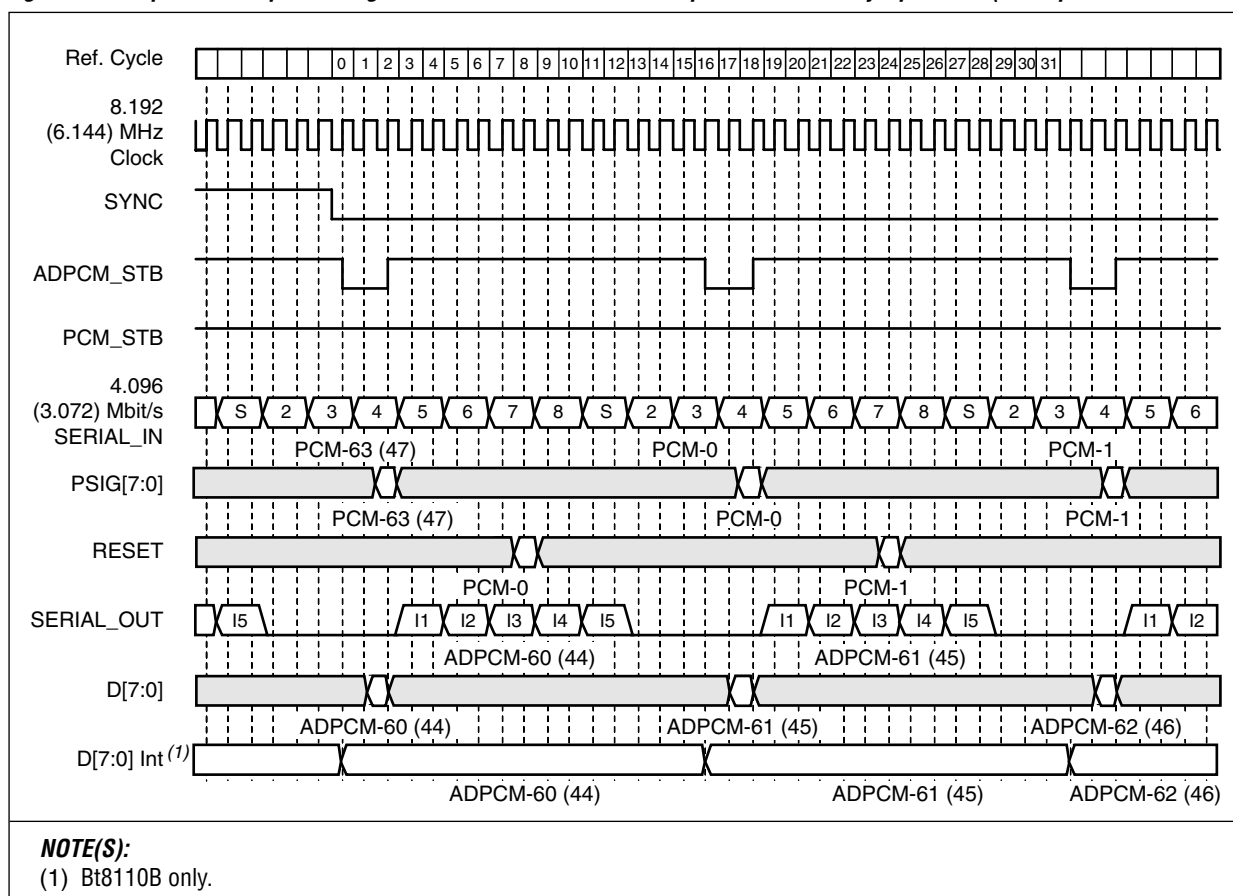 Ref. Cycle 0 1 2 3 4 5 6 7 8 9 10 11 12 13 14 15 16 17 18 19 20 21 22 23 24 25 26 27 28 29 30 31
8.192
(6.144) MHz
Clock
SYNC
ADPCM_STB
PCM_STB
4.096
(3.072) Mbit/s
SERIAL_IN
S 2 3 4 5 6 7 8 S 2 3 4 5 6 7 8 S 2 3 4 5 6
PCM-63 (47) PCM-0 PCM-1
PSIG[7:0]
PCM-63 (47) PCM-0 PCM-1
RESET
PCM-0 PCM-1
SERIAL_OUT I5 I1 I2 I3 I4 I5 I1 I2 I3 I4 I5 I1 I2
ADPCM-60 (44) ADPCM-61 (45)
D[7:0]
ADPCM-60 (44) ADPCM-61 (45) ADPCM-62 (46)
D[7:0] Int (1)
ADPCM-60 (44) ADPCM-61 (45) ADPCM-62 (46)
NOTE(S):
(1) Bt8110B only.